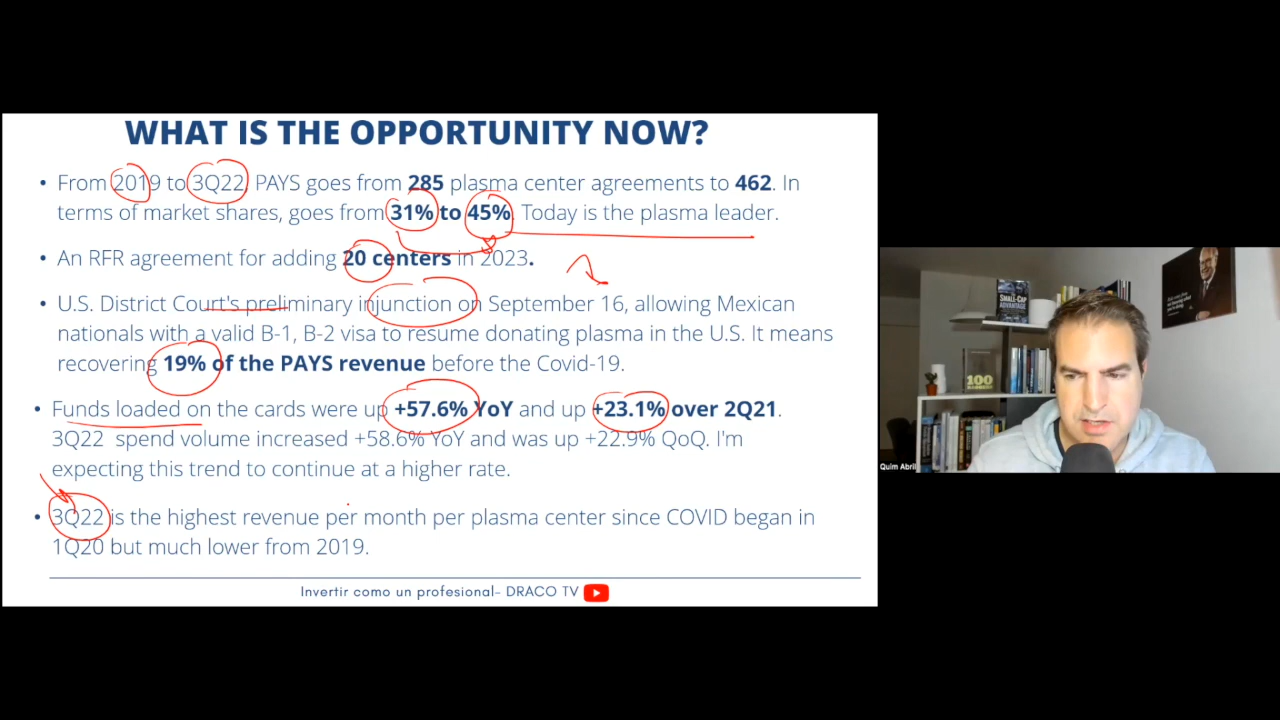 WHAT IS THE OPPORTUNITY NOW?
• From 2019 to 3Q22, PAYS goes from 285 plasma center agreements to 462. In
terms of market shares, goes from 31% to 45%. Today is the plasma leader.
• An RFR agreement for adding 20 centers in 2023.
• U.S. District Court's preliminary injunction on September 16, allowing Mexican
nationals with a valid B-1, B-2 visa to resume donating plasma in the U.S. It means
recovering 19% of the PAYS revenue before the Covid-19.
• Funds loaded on the cards were up +57.6% YoY and up +23.1% over 2Q21.
3Q22 spend volume increased +58.6% YoY and was up +22.9% QoQ. I'm
expecting this trend to continue at a higher rate.
• 3Q22 is the highest revenue per month per plasma center since COVID began in
1Q20 but much lower from 2019.
Invertir como un profesional- DRACO TV
SMALL-CAP
ADVANTAGE
100
Quim Abril